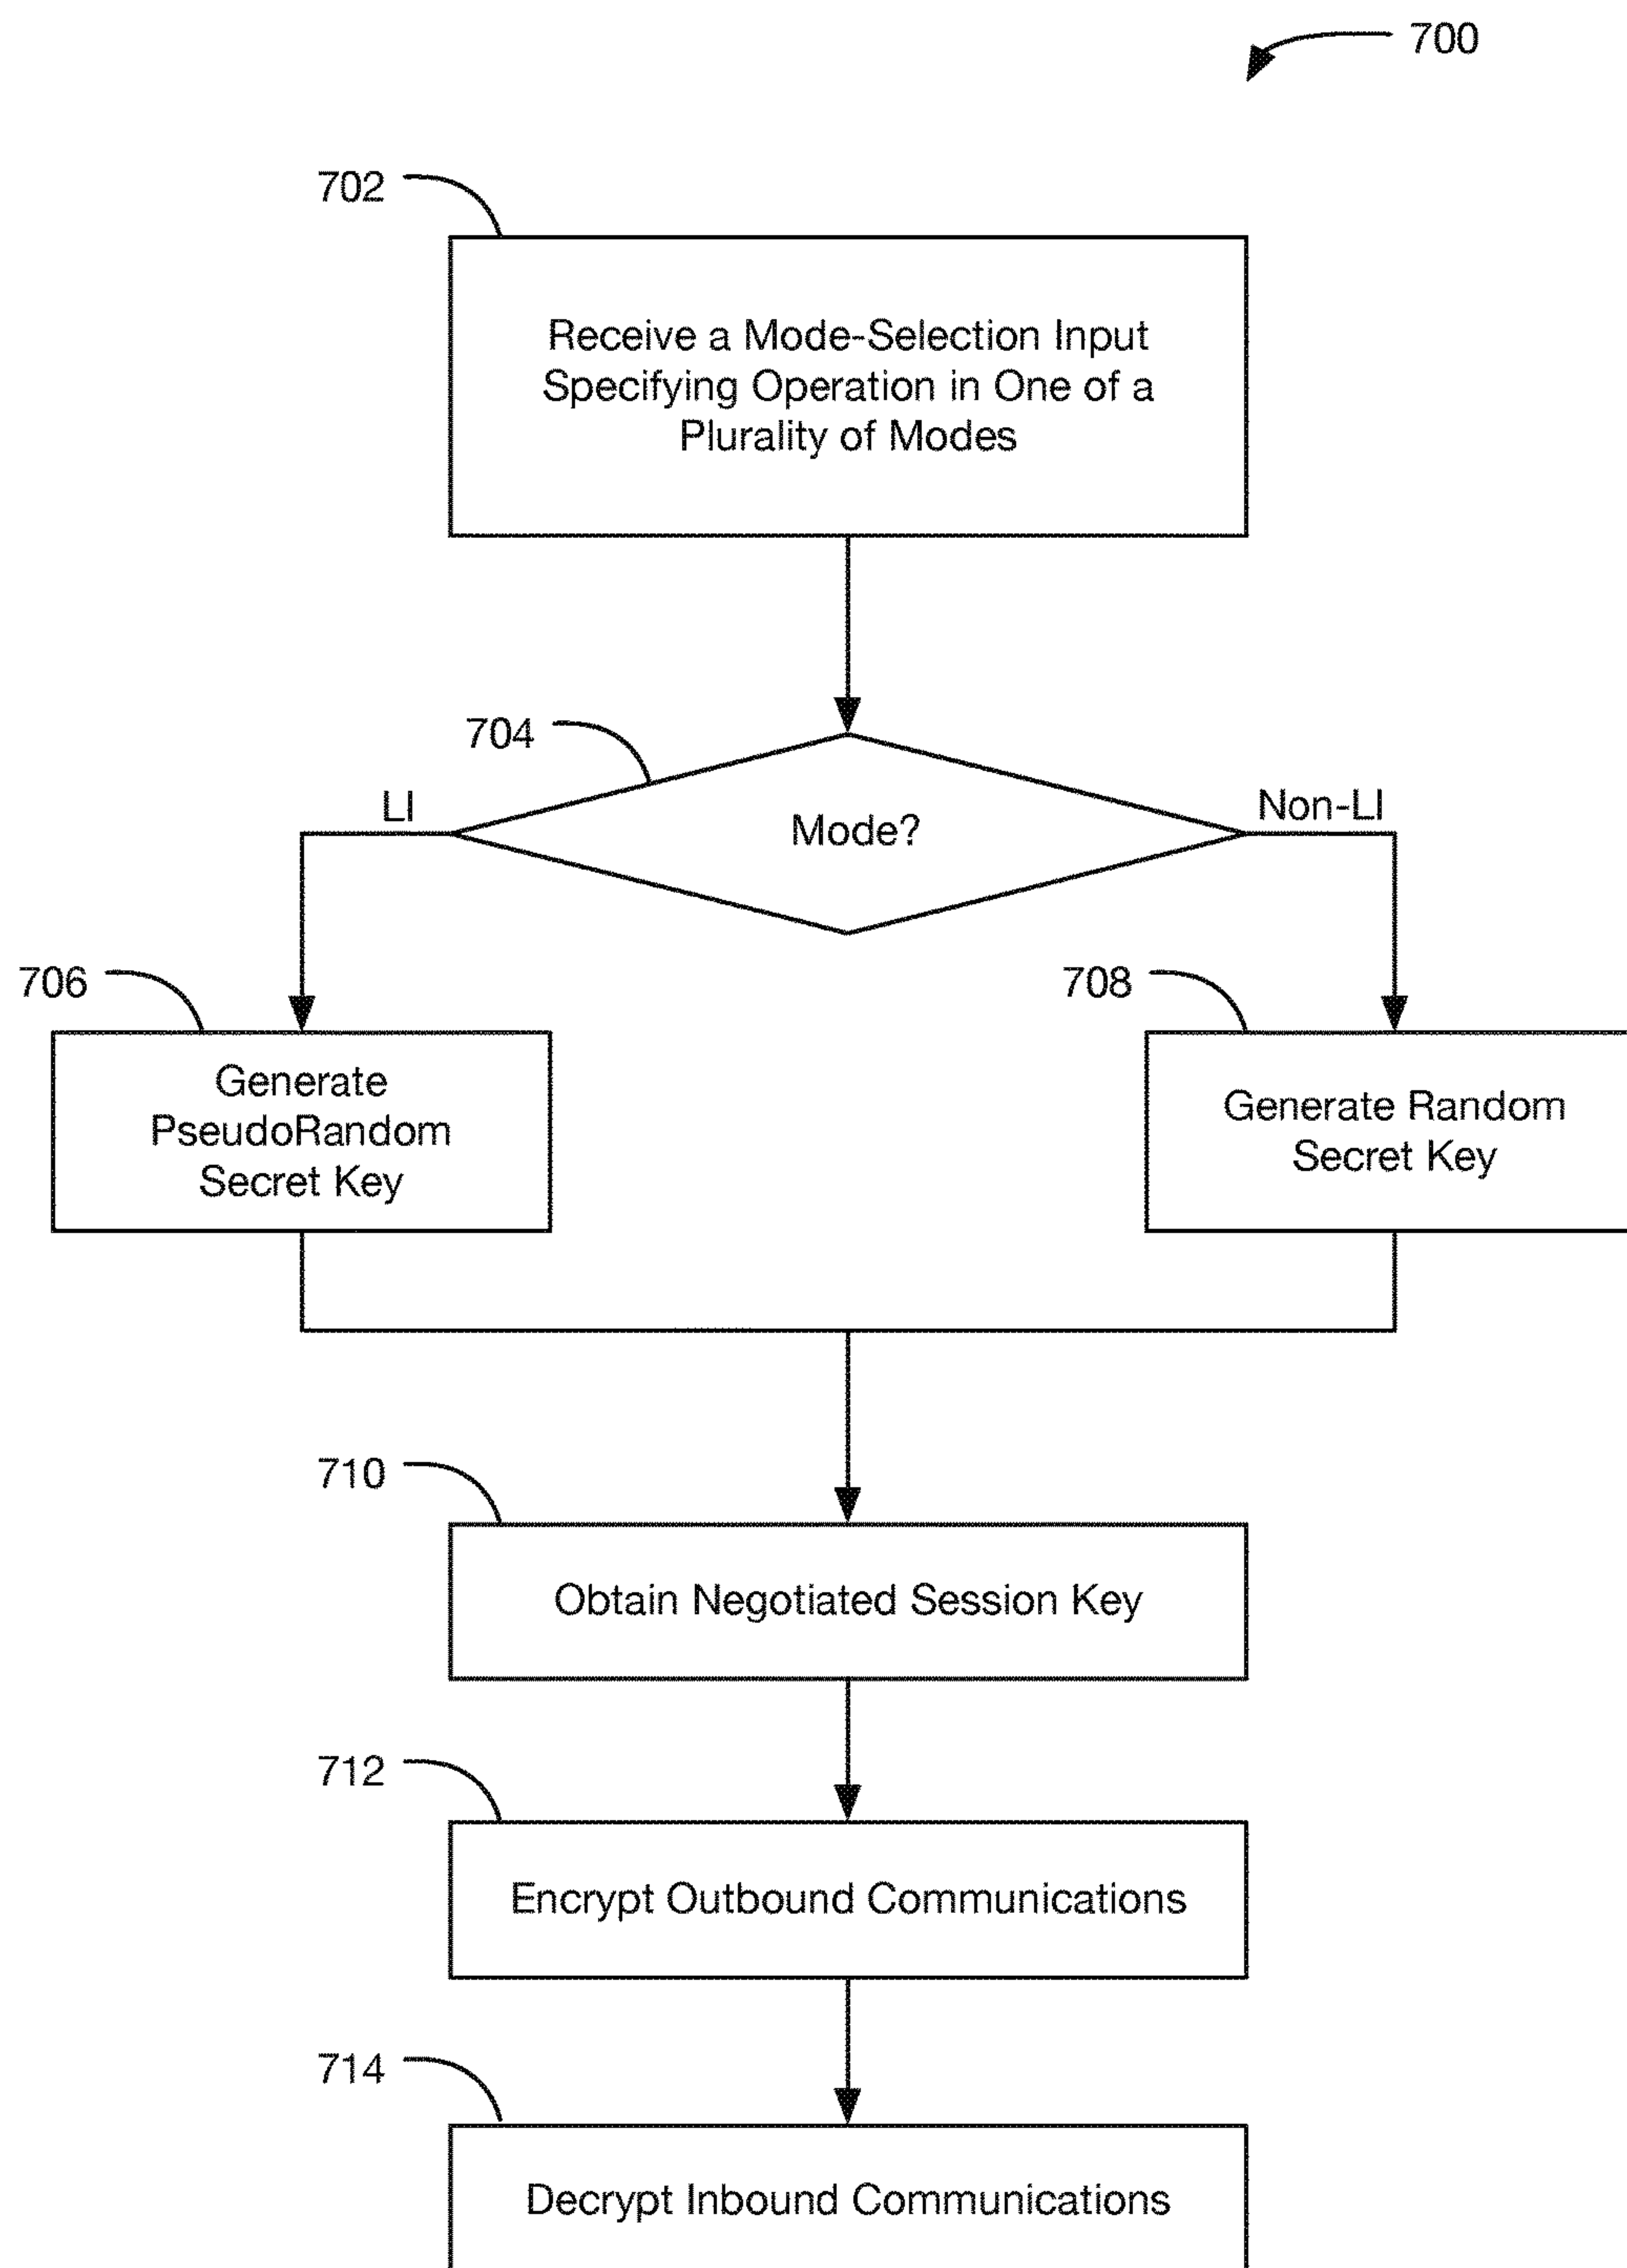 700
702
Receive a Mode-Selection Input
Specifying Operation in One of a
Plurality of Modes
704
LI
Mode?
Non-LI
706
Generate
PseudoRandom
Secret Key
708
Generate Random
Secret Key
710
Obtain Negotiated Session Key
712
Encrypt Outbound Communications
714
Decrypt Inbound Communications